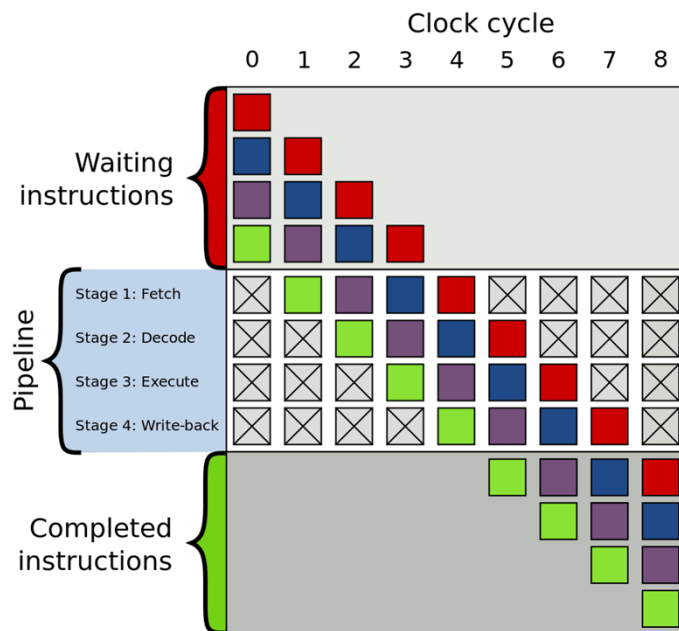 Clock cycle
0 1 2 3 4 5 6 7 8
Waiting
instructions
Pipeline
Stage 1: Fetch
Stage 2: Decode
Stage 3: Execute
Stage 4: Write-back
Completed
instructions